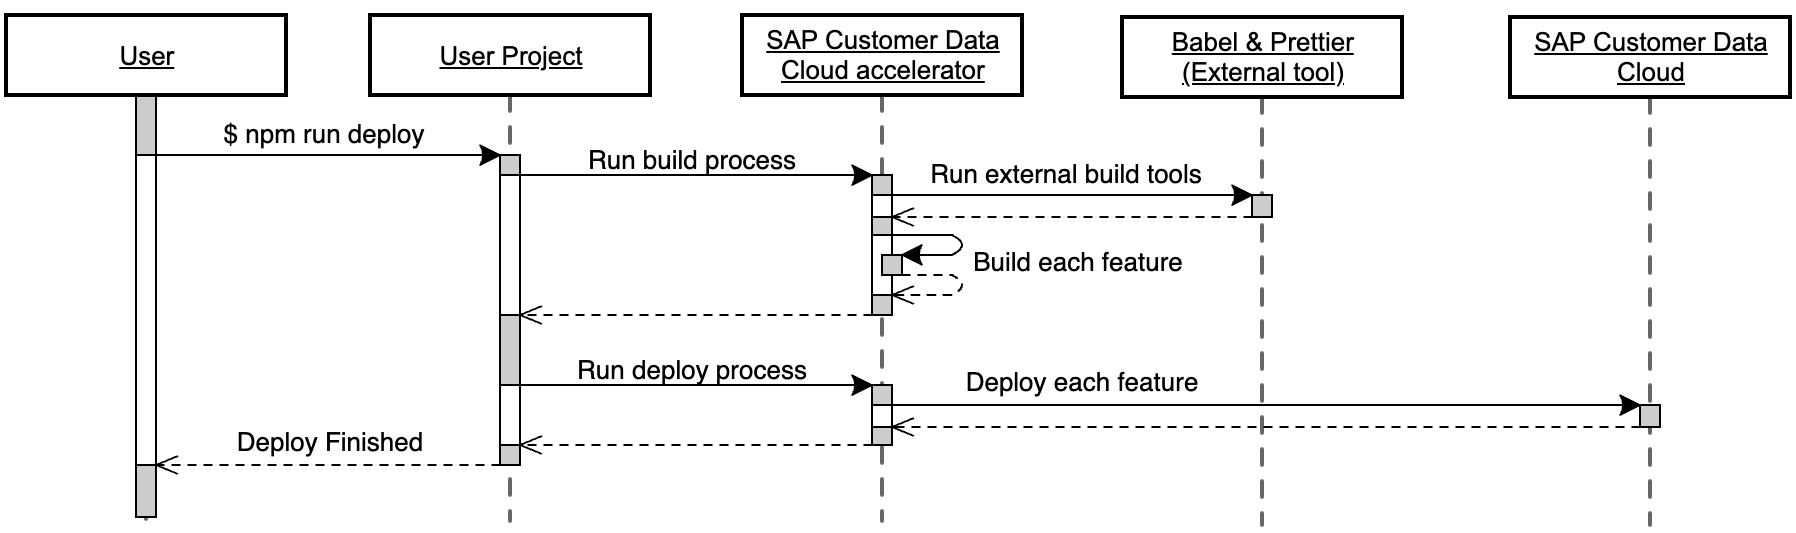 User
User Project
SAP Customer Data
Cloud accelerator
Babel & Prettier
(External tool)
SAP Customer Data
Cloud
$ npm run deploy
Run build process
Run external build tools
Build each feature
Run deploy process
Deploy each feature
Deploy Finished